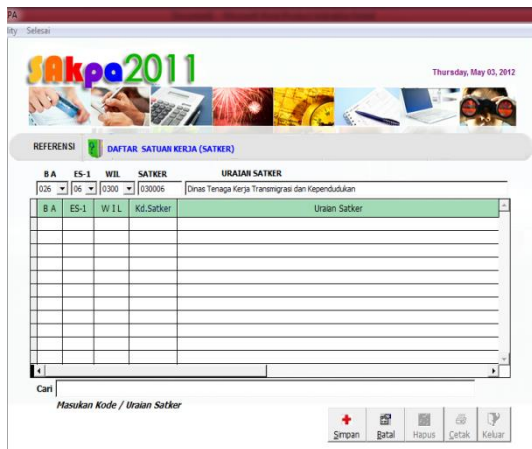 PA
lity Selesai
SAkpa2011
Thursday, May 03, 2012
REFERENSI DAFTAR SATUAN KERJA (SATKER)
B A ES-1 WIL SATKER URAIAN SATKER
026 06 0300 030006 Dinas Tenaga Kerja Transmigrasi dan Kependudukan
B A ES-1 W I L Kd.Satker Uraian Satker
Cari
Masukan Kode / Uraian Satker
Simpan Batal Hapus Cetak Keluar